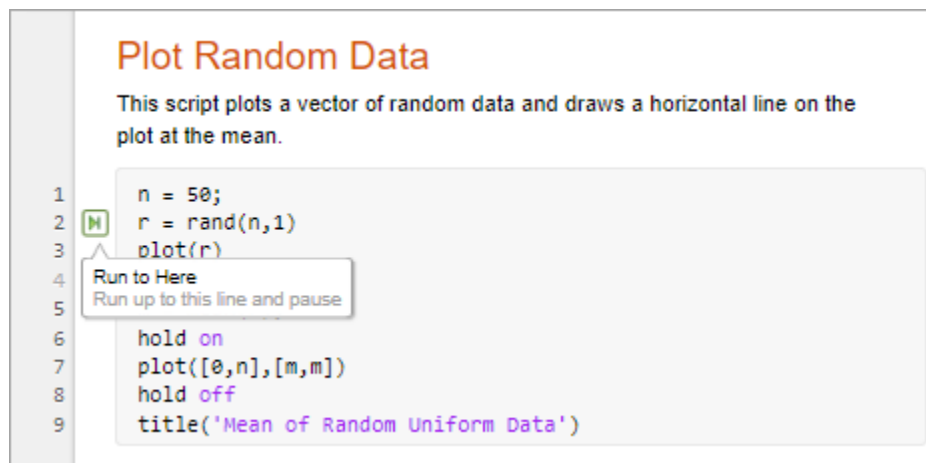 Plot Random Data
This script plots a vector of random data and draws a horizontal line on the
plot at the mean.
1 n = 50;
2 r = rand(n,1)
3 plot(r)
4
Run to Here
Run up to this line and pause
5
6 hold on
7 plot([0,n],[m,m])
8 hold off
9 title('Mean of Random Uniform Data')